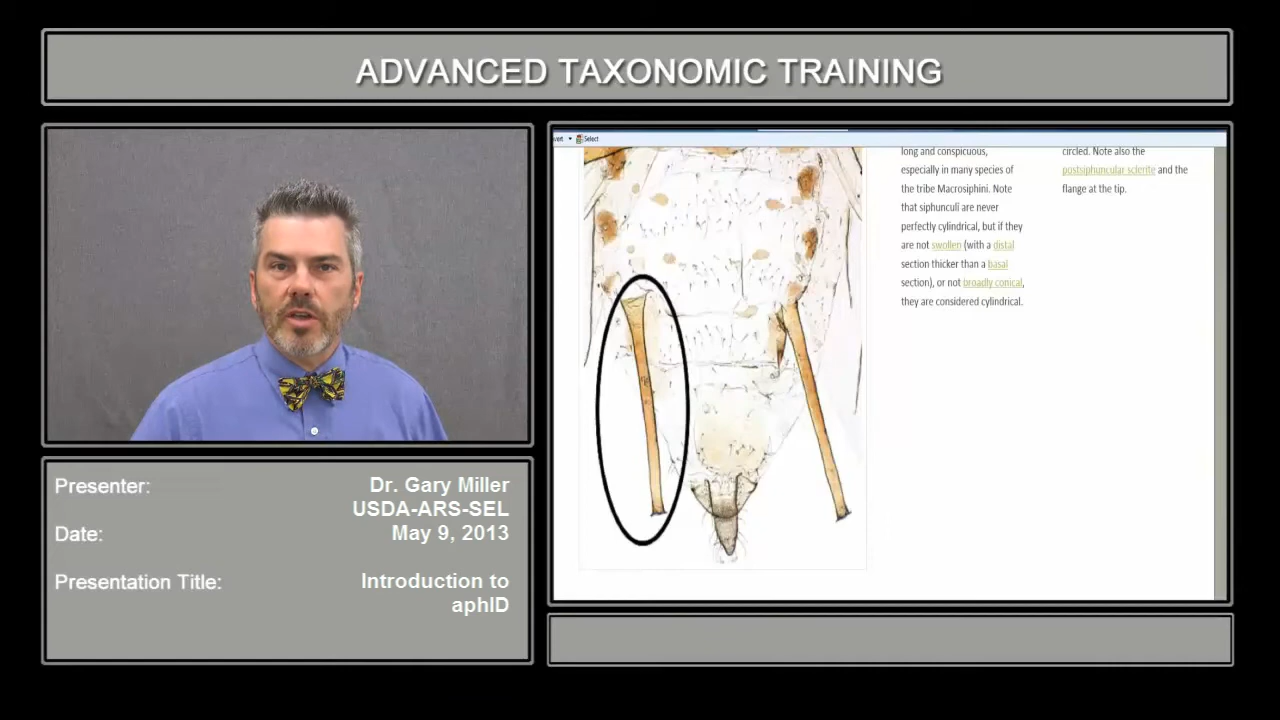 ADVANCED TAXONOMIC TRAINING
Select
long and conspicuous,
especially in many species of
the tribe Macrosiphini. Note
that siphunculi are never
perfectly cylindrical, but if they
are not swollen (with a distal
section thicker than a basal
section), or not broadly conical,
they are considered cylindrical.
circled. Note also the
postsiphuncular sclerite and the
flange at the tip.
Presenter: Dr. Gary Miller
USDA-ARS-SEL
Date: May 9, 2013
Presentation Title: Introduction to
aphID